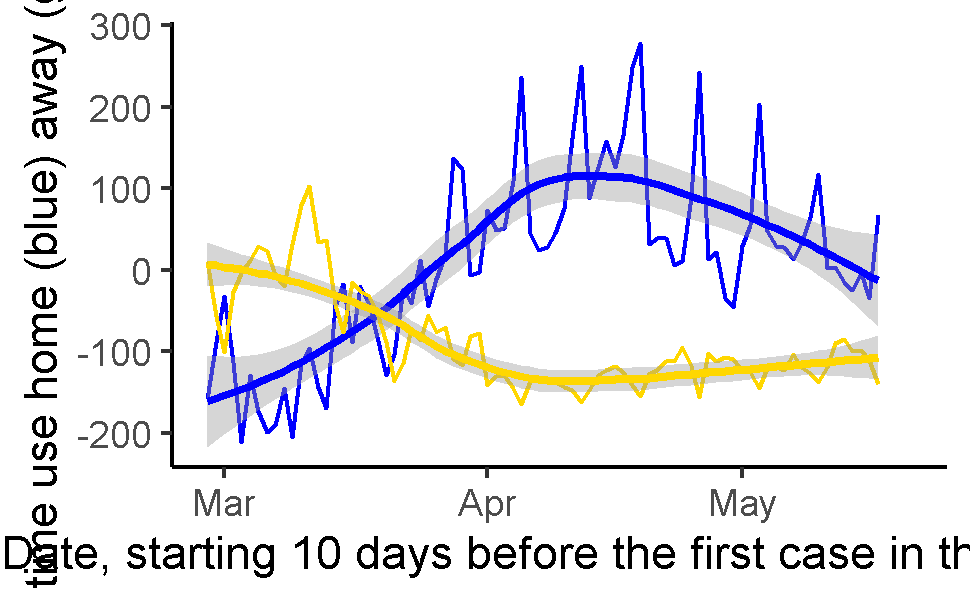 time use home (blue) away (
300
200
100
0
-100
-200
Mar Apr May
Date, starting 10 days before the first case in th